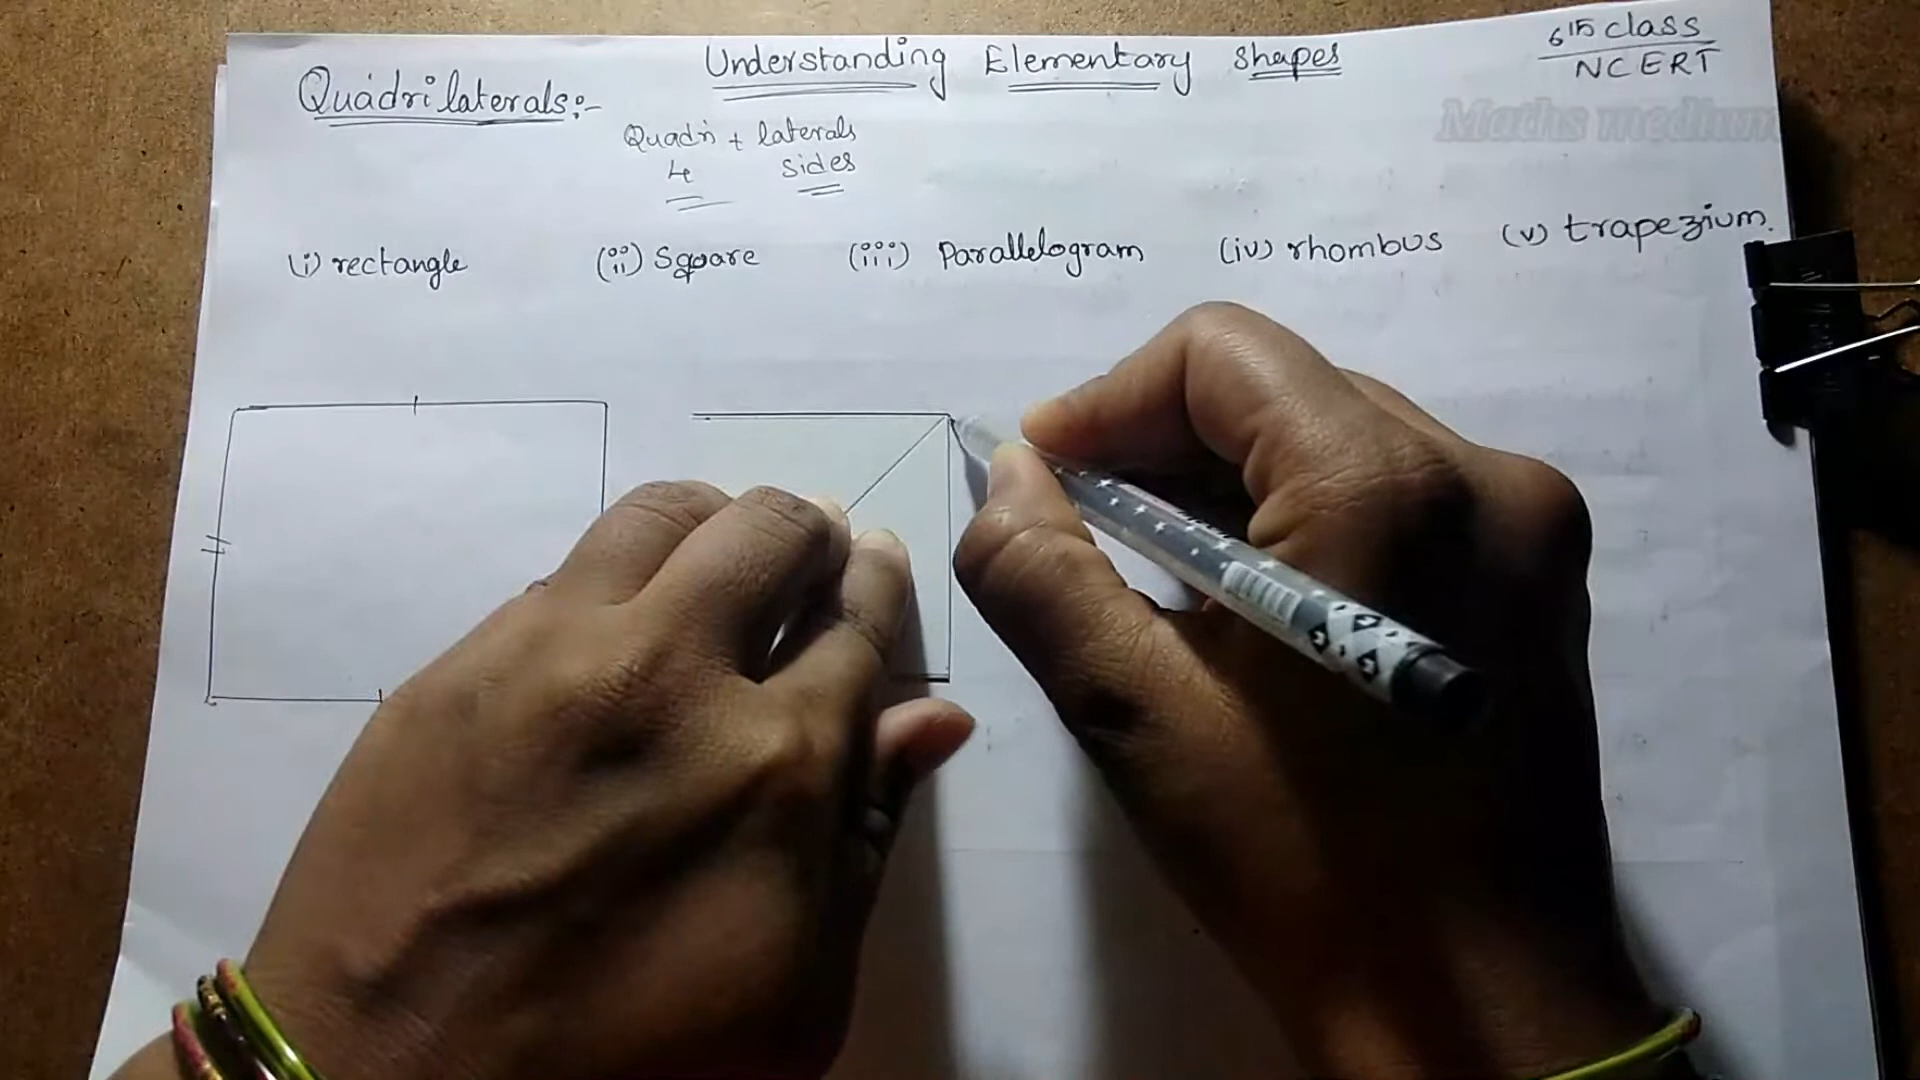 Understanding Elementary Shapes
6th class
NCERT
Maths medium
Quadrilaterals:-
Quadri + laterals
4 sides
(i) rectangle (ii) Square (iii) Parallelogram (iv) rhombus (v) trapezium.